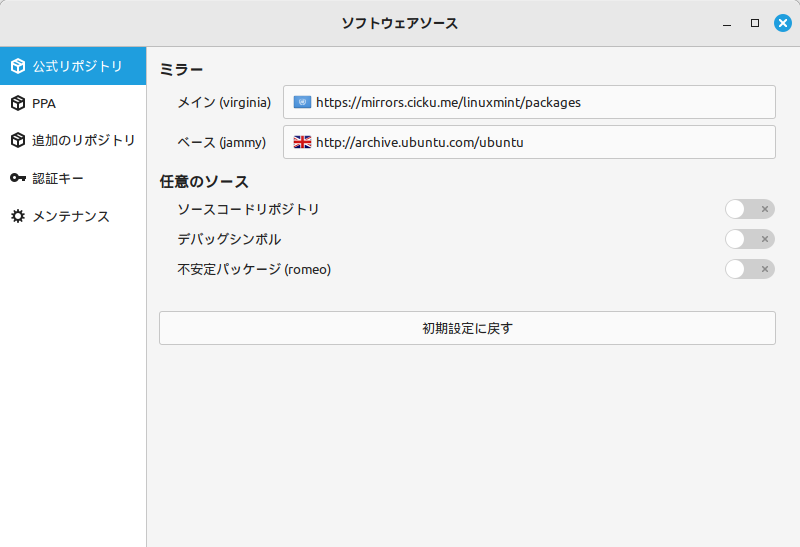 ソフトウェアソース
公式リポジトリ
PPA
追加のリポジトリ
認証キー
メンテナンス
ミラー
メイン (virginia) https://mirrors.cicku.me/linuxmint/packages
ベース (jammy) http://archive.ubuntu.com/ubuntu
任意のソース
ソースコードリポジトリ
デバッグシンボル
不安定パッケージ (romeo)
初期設定に戻す